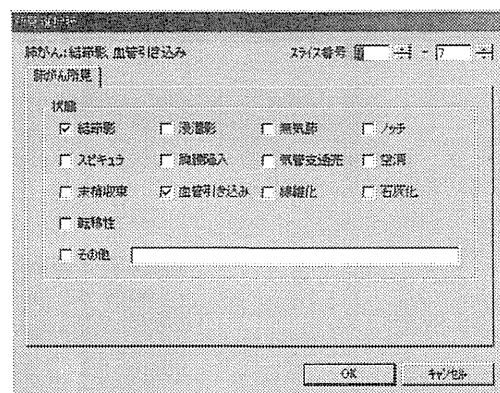 肺がん:結節影, 血管引き込み スライス番号 - 7
肺がん所見
状態
結節影 浸潤影 無気肺 ノッチ
スピキュラ 胸膜陥入 気管支透亮 空洞
末梢収束 血管引き込み 線維化 石灰化
転移性
その他
OK キャンセル